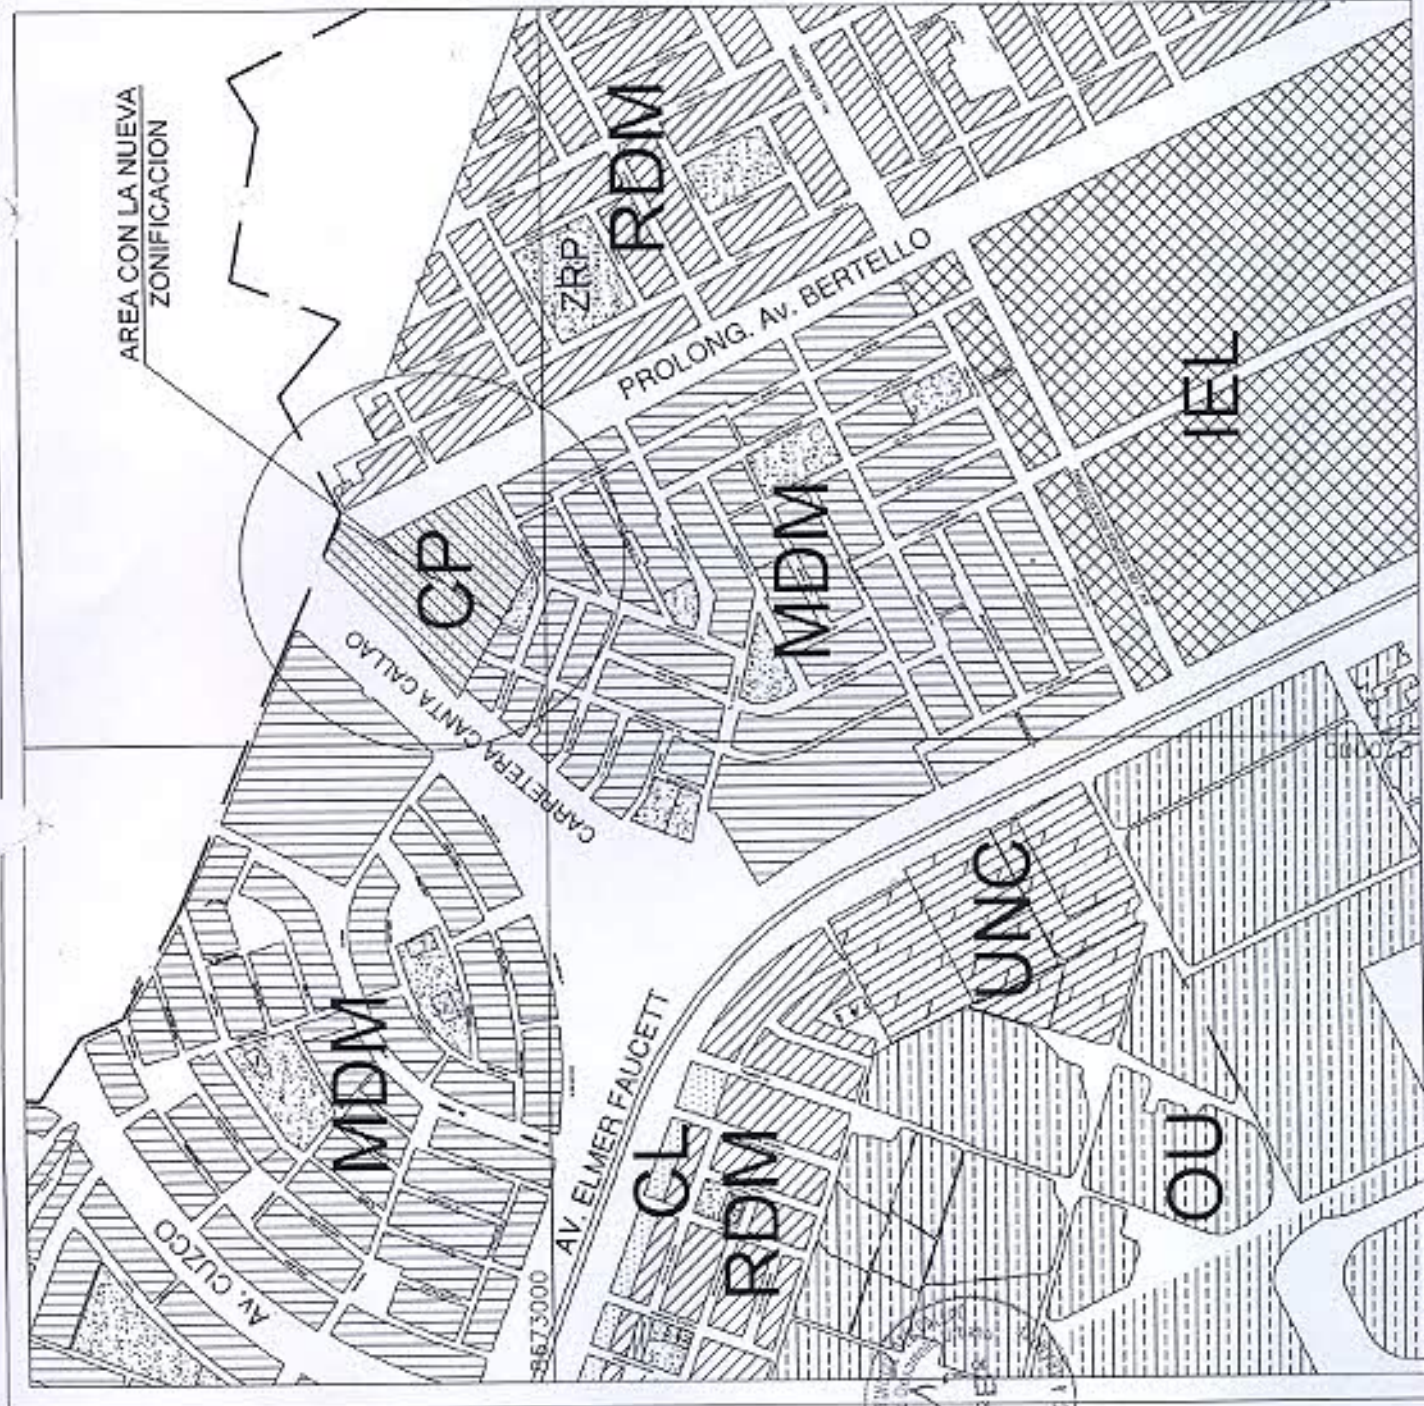 AREA CON LA NUEVA
ZONIFICACION
RDM
ZRP
PROLONG. Av. BERTELLO
IEL
CP
MDM
CARRETERA CANTA CALLAO
UNC
MDM
AV. ELMER FAUCETT
CL
RDM
OU
Av. CUZCO
8673000